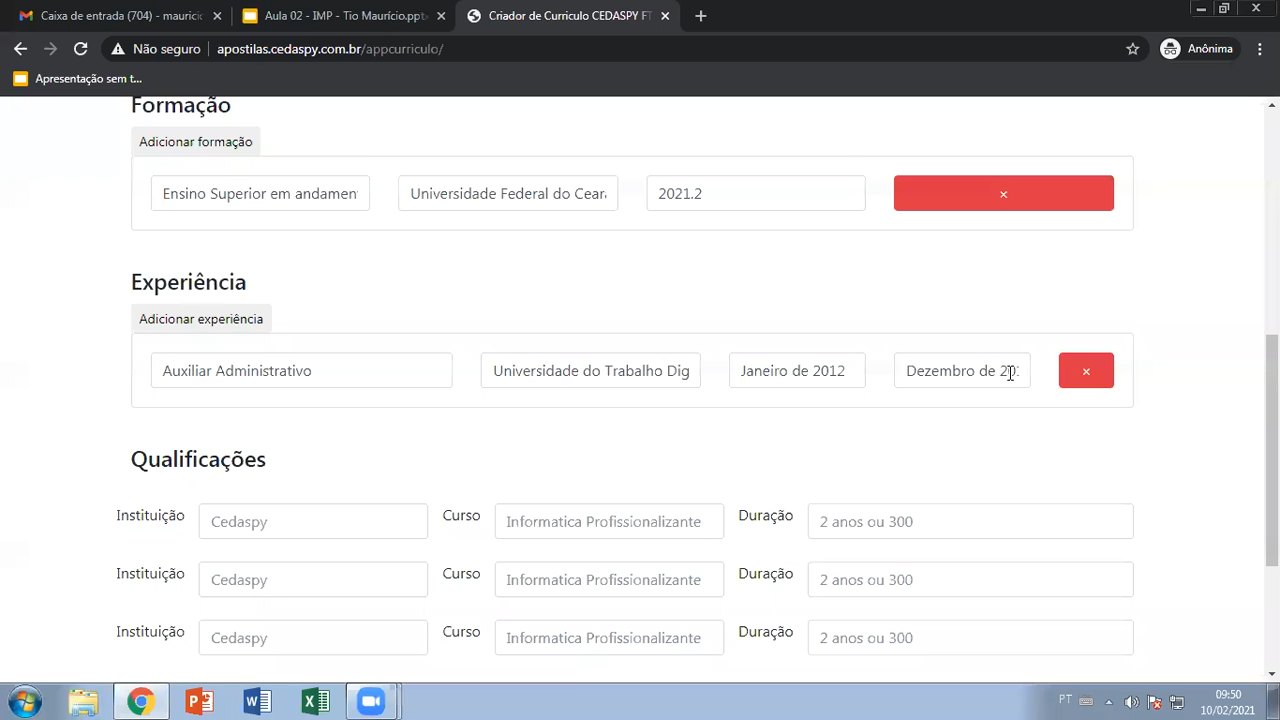 Caixa de entrada (704) - mauricio
Aula 02 - IMP - Tio Maurício.ppt
Criador de Curriculo CEDASPY FT
Não seguro
apostilas.cedaspy.com.br/appcurriculo/
Anônima
Apresentação sem t...
Formação
Adicionar formação
Ensino Superior em andamen
Universidade Federal do Cear
2021.2
×
Experiência
Adicionar experiência
Auxiliar Administrativo
Universidade do Trabalho Dig
Janeiro de 2012
Dezembro de
×
Qualificações
Instituição
Cedaspy
Curso
Informatica Profissionalizante
Duração
2 anos ou 300
Instituição
Cedaspy
Curso
Informatica Profissionalizante
Duração
2 anos ou 300
Instituição
Cedaspy
Curso
Informatica Profissionalizante
Duração
2 anos ou 300
PT
09:50
10/02/2021